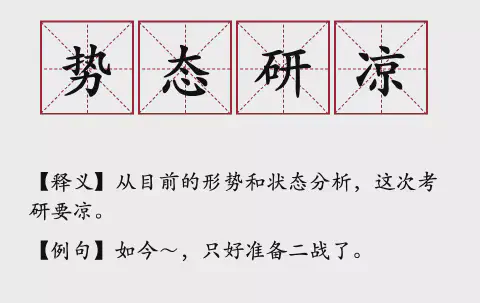 势态研凉
【释义】从目前的形势和状态分析，这次考
研要凉。
【例句】如今～，只好准备二战了。